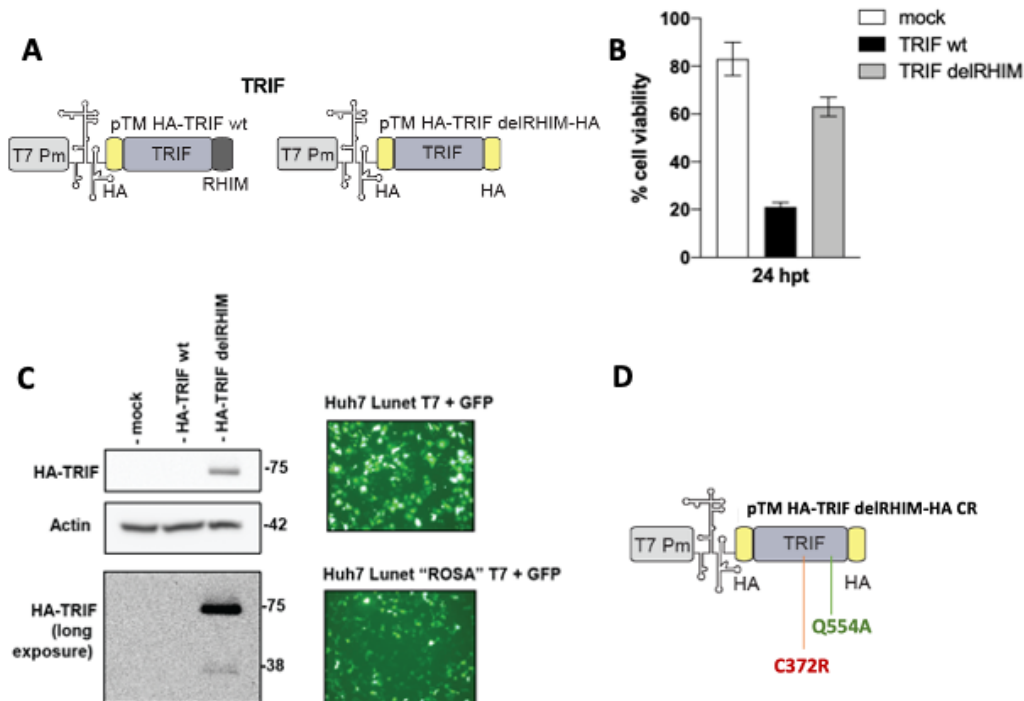 A
TRIF
pTM HA-TRIF wt
T7 Pm
TRIF
HA
RHIM
pTM HA-TRIF delRHIM-HA
T7 Pm
TRIF
HA
HA
B
mock
TRIF wt
TRIF delRHIM
% cell viability
100
80
60
40
20
0
24 hpt
C
- mock
- HA-TRIF wt
- HA-TRIF delRHIM
HA-TRIF
-75
Actin
-42
HA-TRIF
(long
exposure)
-75
-38
Huh7 Lunet T7 + GFP
Huh7 Lunet “ROSA” T7 + GFP
D
pTM HA-TRIF delRHIM-HA CR
T7 Pm
TRIF
HA
HA
Q554A
C372R